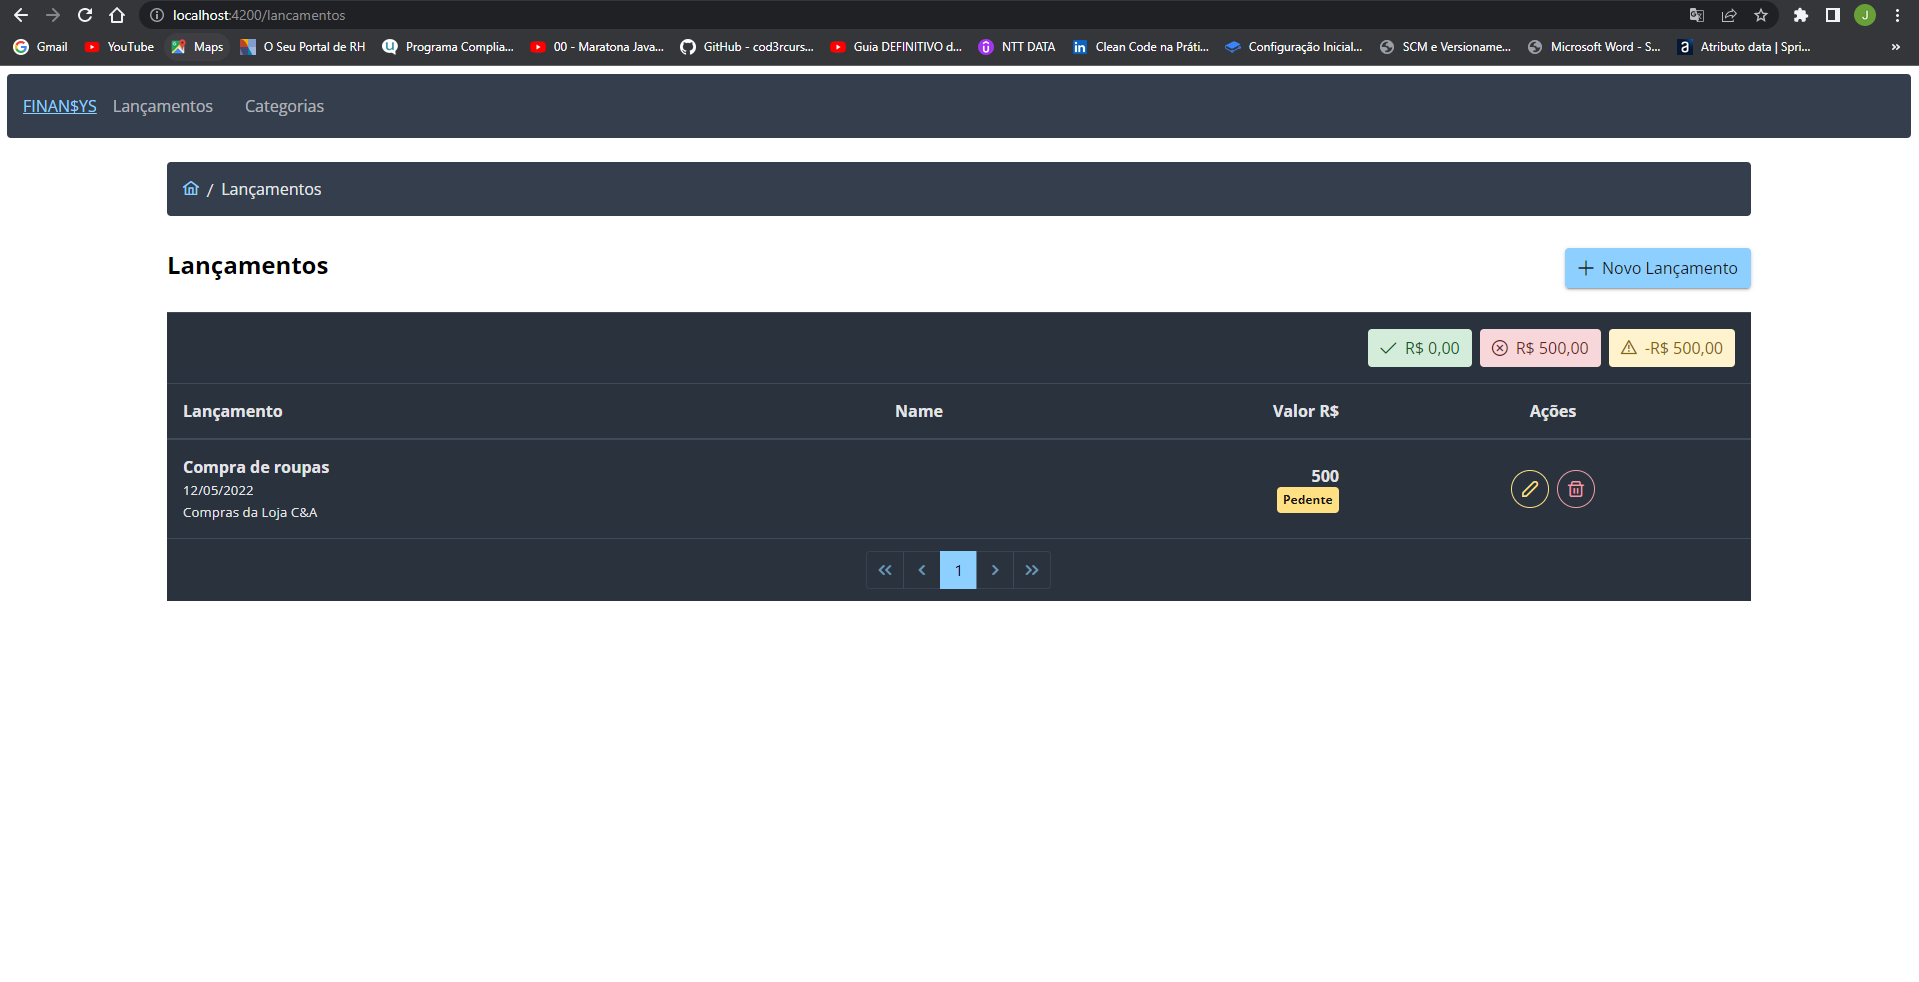 localhost:4200/lancamentos
Gmail YouTube Maps O Seu Portal de RH Programa Complia... 00 - Maratona Java... GitHub - cod3rcurs... Guia DEFINITIVO d... NTT DATA Clean Code na Práti... Configuração Inicial... SCM e Versioname... Microsoft Word - S... Atributo data | Spri... »
J
FINAN$YS Lançamentos Categorias
/ Lançamentos
Lançamentos
Novo Lançamento
R$ 0,00 R$ 500,00 -R$ 500,00
Lançamento Name Valor R$ Ações
Compra de roupas
12/05/2022
Compras da Loja C&A
500
Pedente
1